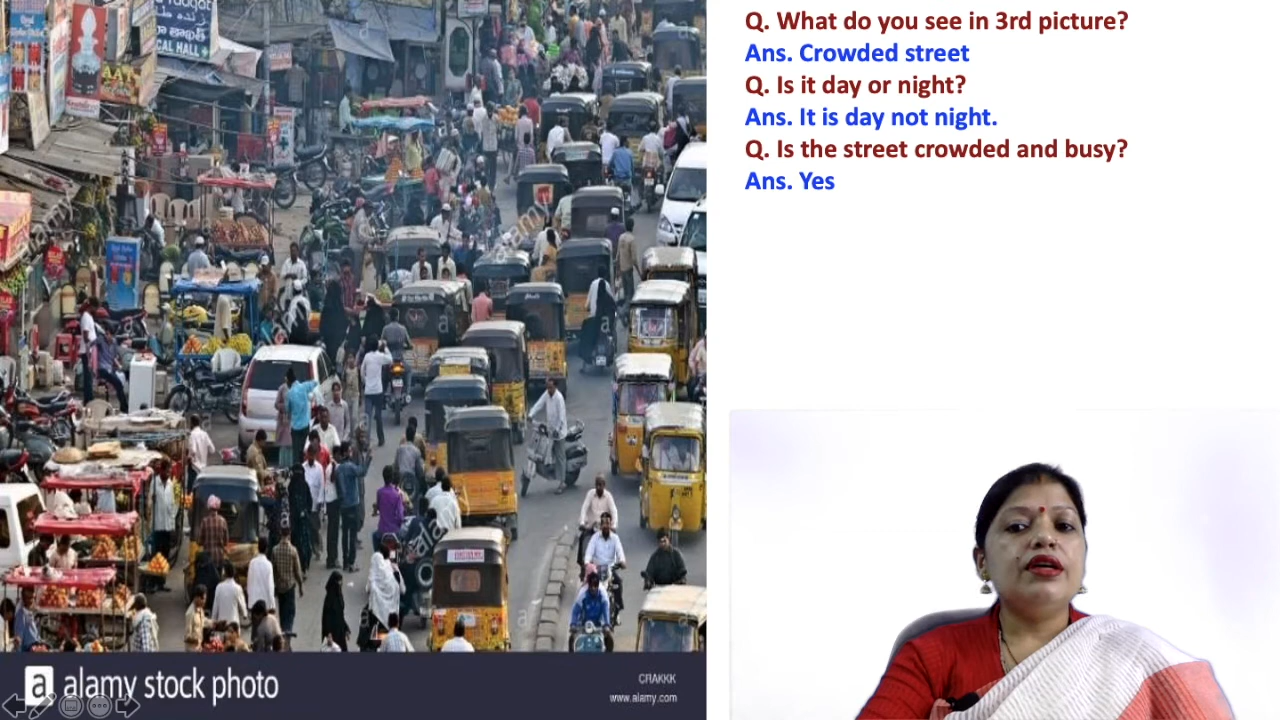 Q. What do you see in 3rd picture?
Ans. Crowded street
Q. Is it day or night?
Ans. It is day not night.
Q. Is the street crowded and busy?
Ans. Yes
CAL HALL
alamy
alamy
a alamy stock photo
CRAKKK
www.alamy.com